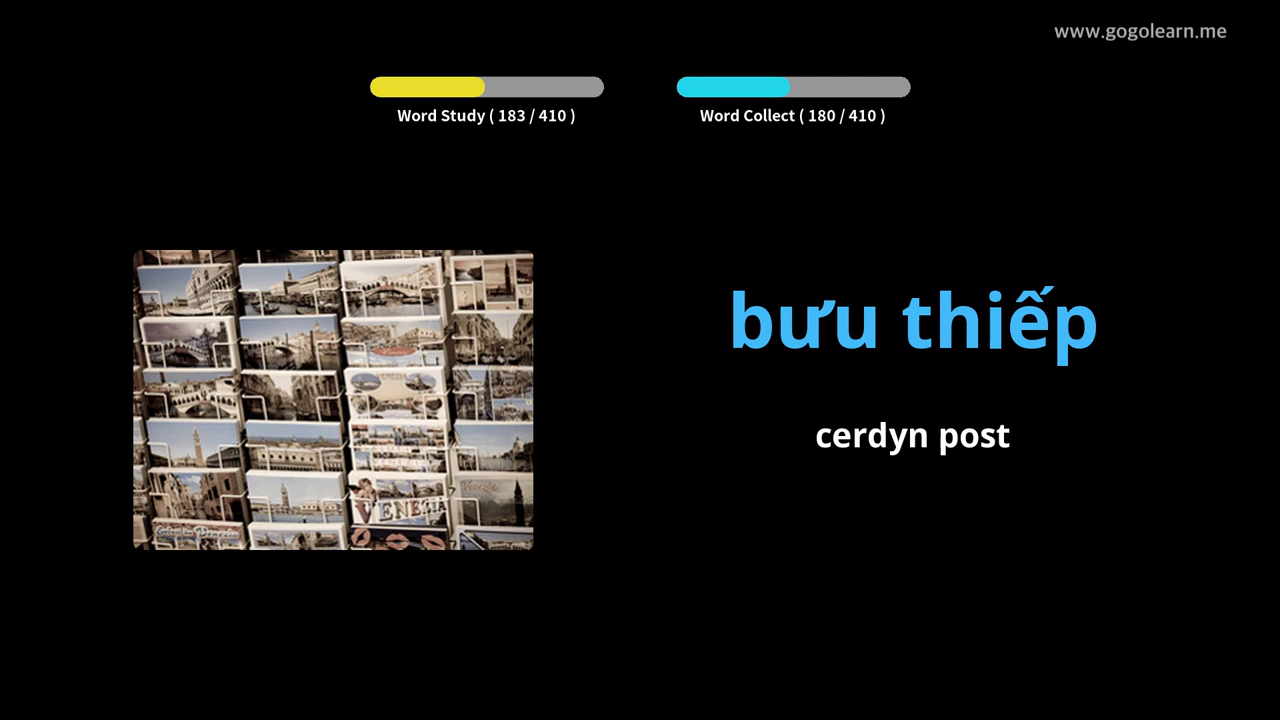 www.gogolearn.me
Word Study ( 183 / 410 )
Word Collect ( 180 / 410 )
bưu thiếp
cerdyn post
VENEZIA